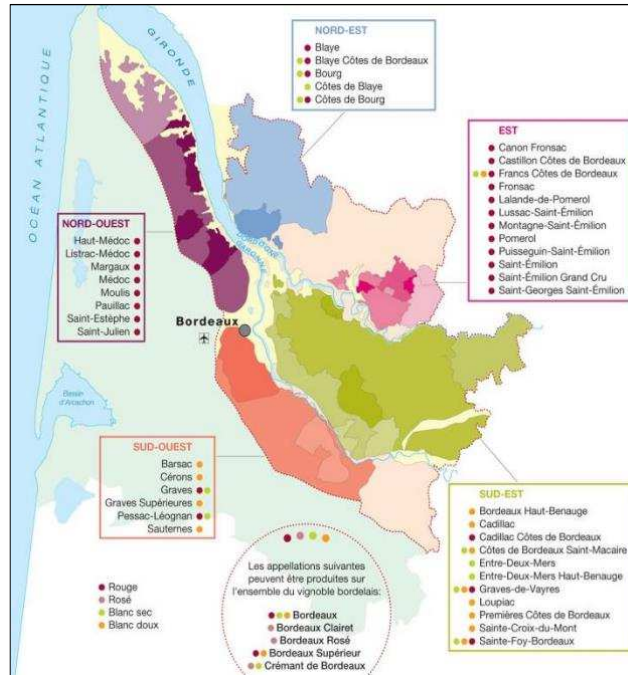 OCÉAN ATLANTIQUE
GIRONDE
NORD-EST
Blaye
Blaye Côtes de Bordeaux
Bourg
Côtes de Blaye
Côtes de Bourg
EST
Canon Fronsac
Castillon Côtes de Bordeaux
Francs Côtes de Bordeaux
Fronsac
Lalande-de-Pomerol
Lussac-Saint-Émilion
Montagne-Saint-Émilion
Pomerol
Puisseguin-Saint-Émilion
Saint-Émilion
Saint-Émilion Grand Cru
Saint-Georges Saint-Émilion
NORD-OUEST
Haut-Médoc
Listrac-Médoc
Margaux
Médoc
Moulis
Pauillac
Saint-Estèphe
Saint-Julien
DORDOGNE
GARONNE
Bordeaux
Bassin
d'Arcachon
SUD-OUEST
Barsac
Cérons
Graves
Graves Supérieures
Pessac-Léognan
Sauternes
SUD-EST
Bordeaux Haut-Benauge
Cadillac
Cadillac Côtes de Bordeaux
Côtes de Bordeaux Saint-Macaire
Entre-Deux-Mers
Entre-Deux-Mers Haut-Benauge
Graves-de-Vayres
Loupiac
Premières Côtes de Bordeaux
Sainte-Croix-du-Mont
Sainte-Foy-Bordeaux
Rouge
Rosé
Blanc sec
Blanc doux
Les appellations suivantes
peuvent être produites sur
l'ensemble du vignoble bordelais:
Bordeaux
Bordeaux Clairet
Bordeaux Rosé
Bordeaux Supérieur
Crémant de Bordeaux